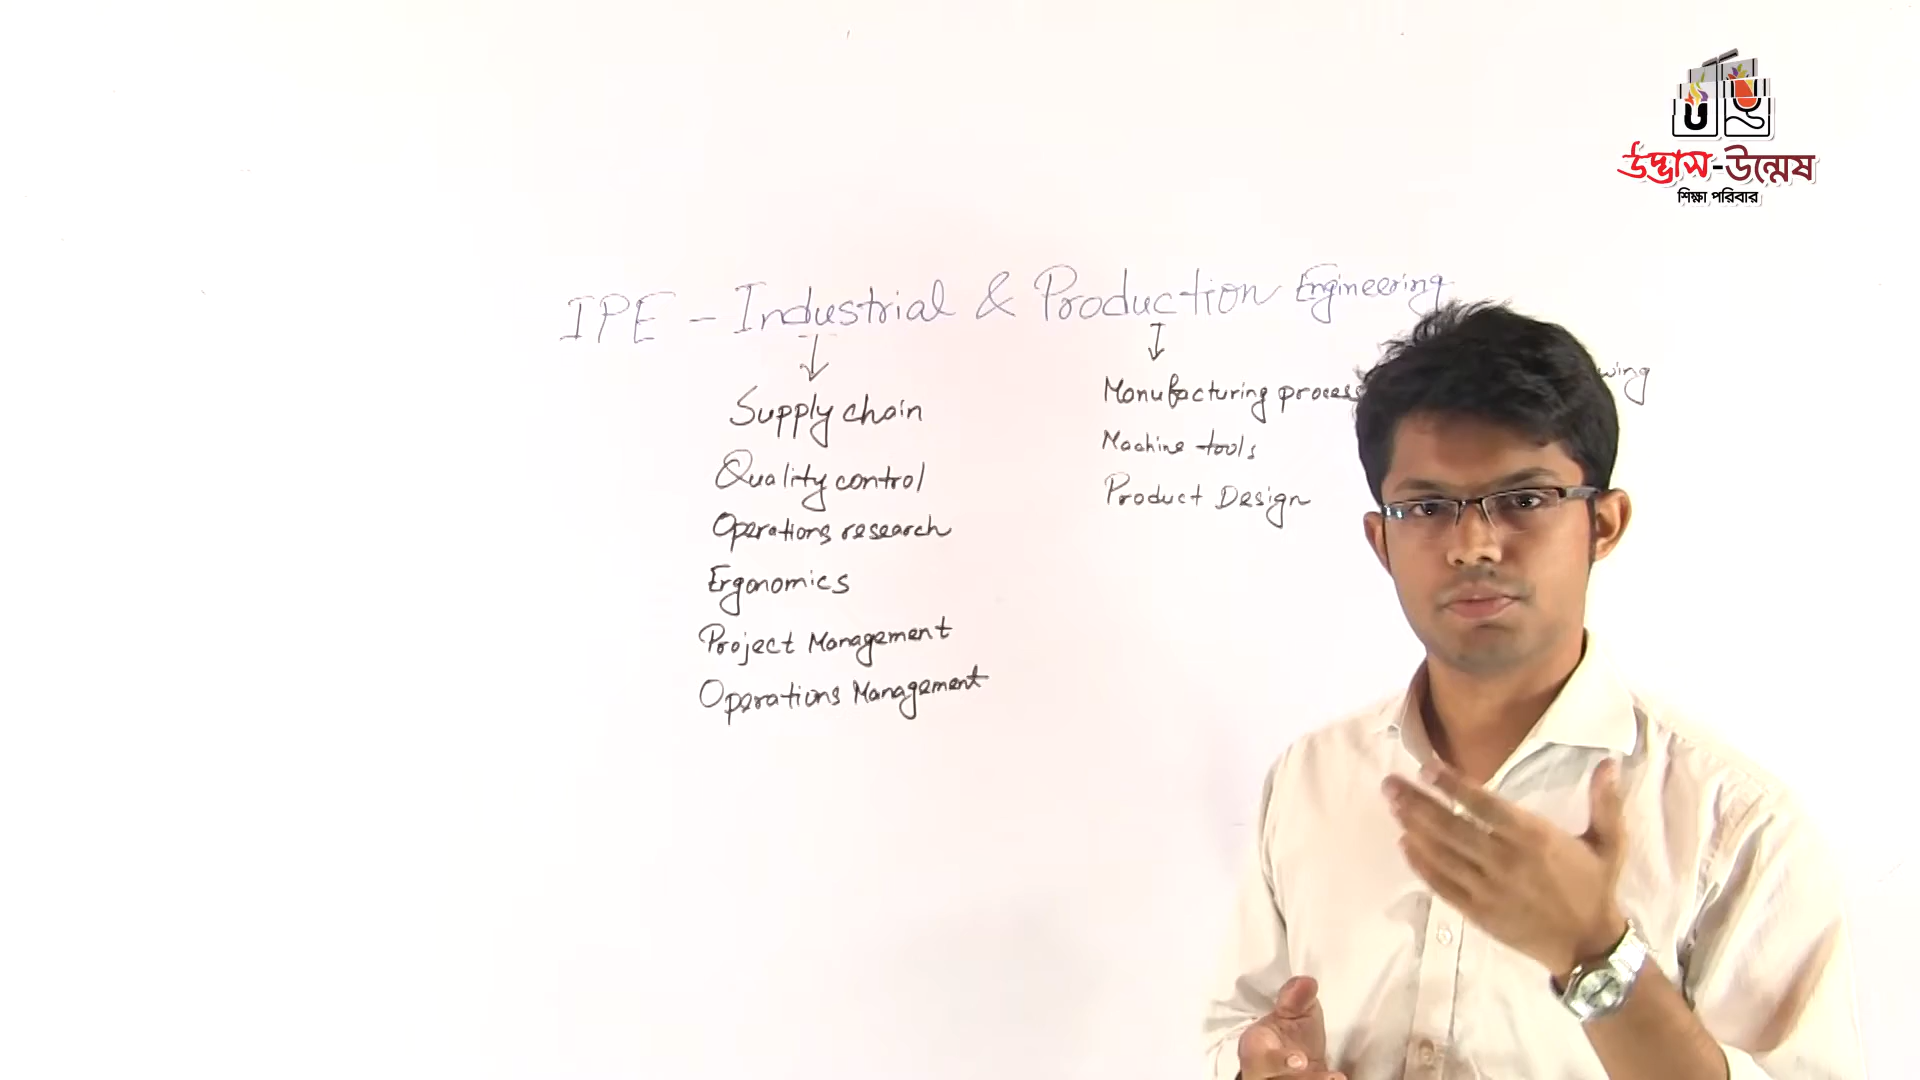 উদ্ভাস-উন্মেষ
শিক্ষা পরিবার
IPE - Industrial & Production Engineering
Supply chain
Quality control
Operations research
Ergonomics
Project Management
Operations Management
Manufacturing process
Machine tools
Product Design